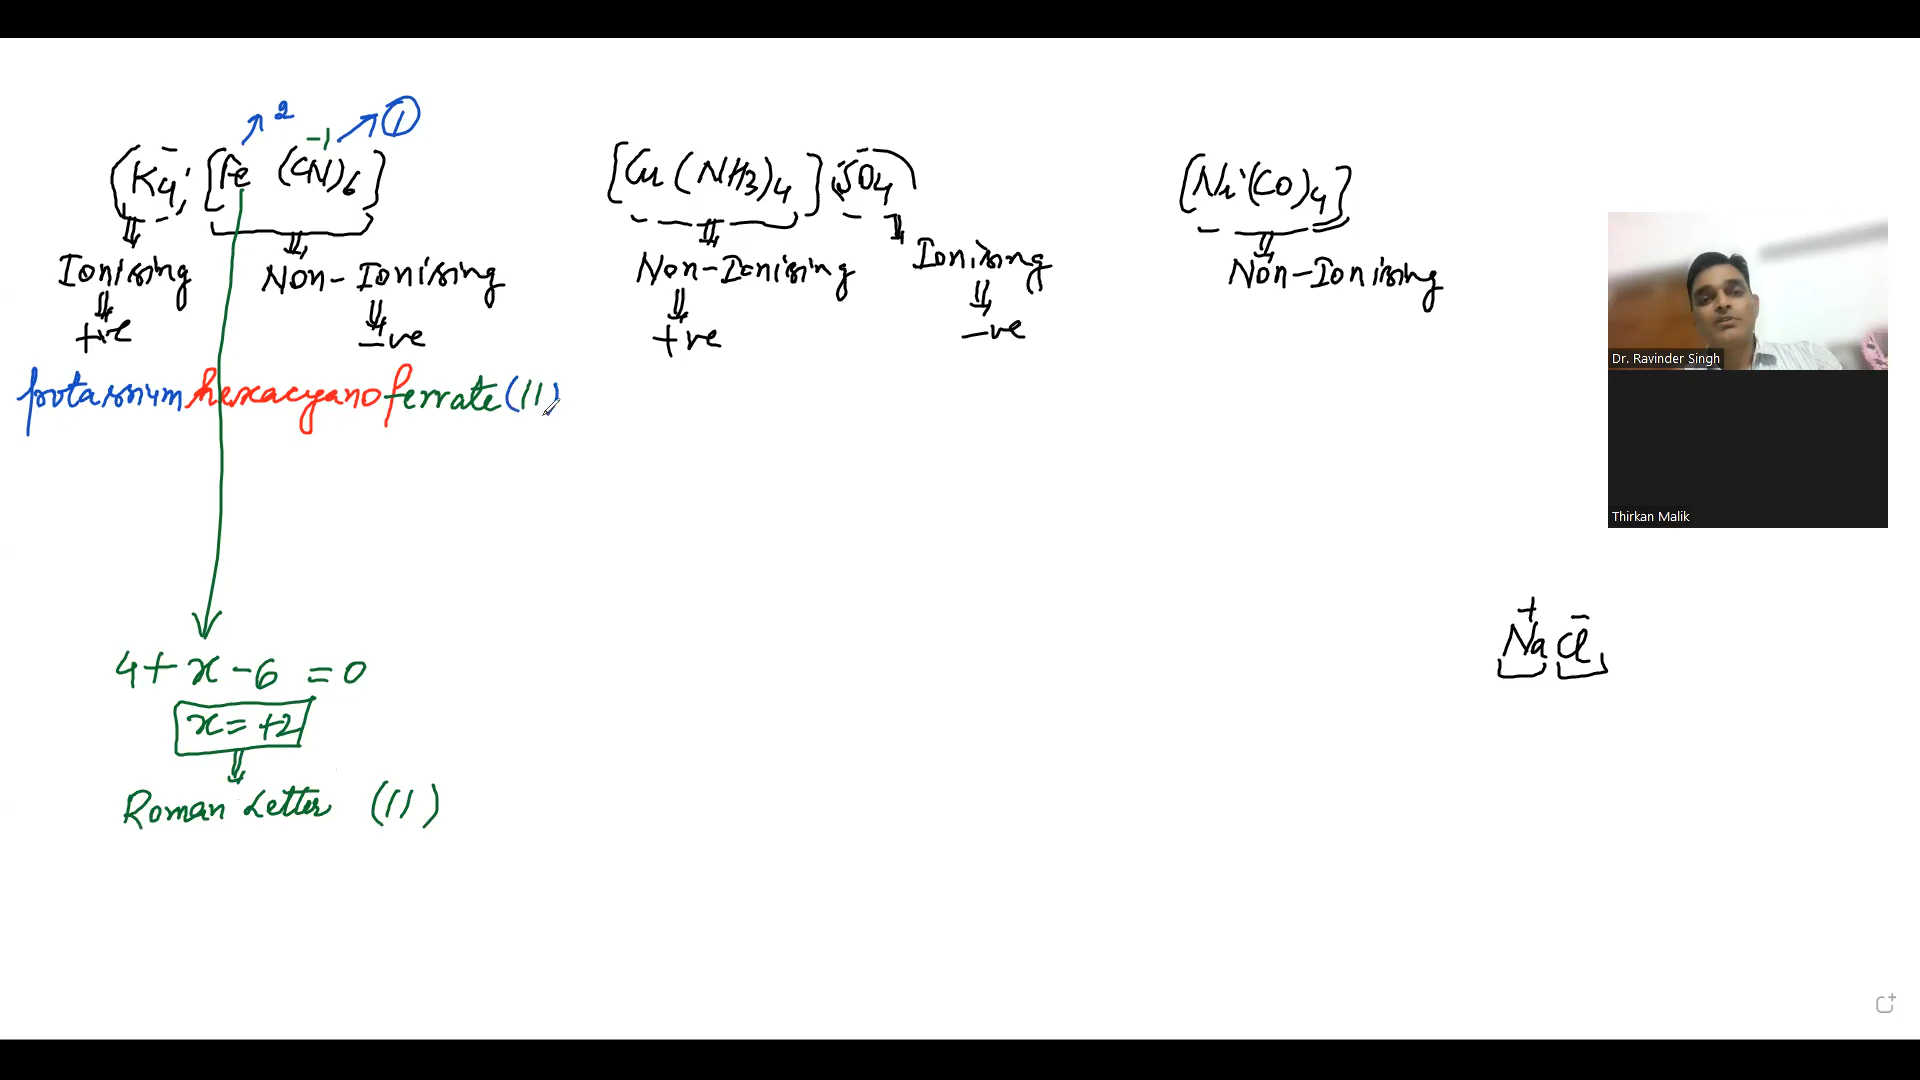 2
-1 1
K4 [Fe (CN)6]
Ionising
+ve
Non-Ionising
-ve
potassium hexacyano ferrate (II)
4 + x - 6 = 0
x = +2
Roman Letter (II)
[Cu (NH3)4] SO4
Non-Ionising
+ve
Ionising
-ve
[Ni (CO)4]
Non-Ionising
Dr. Ravinder Singh
Thirkan Malik
+ -
Na Cl